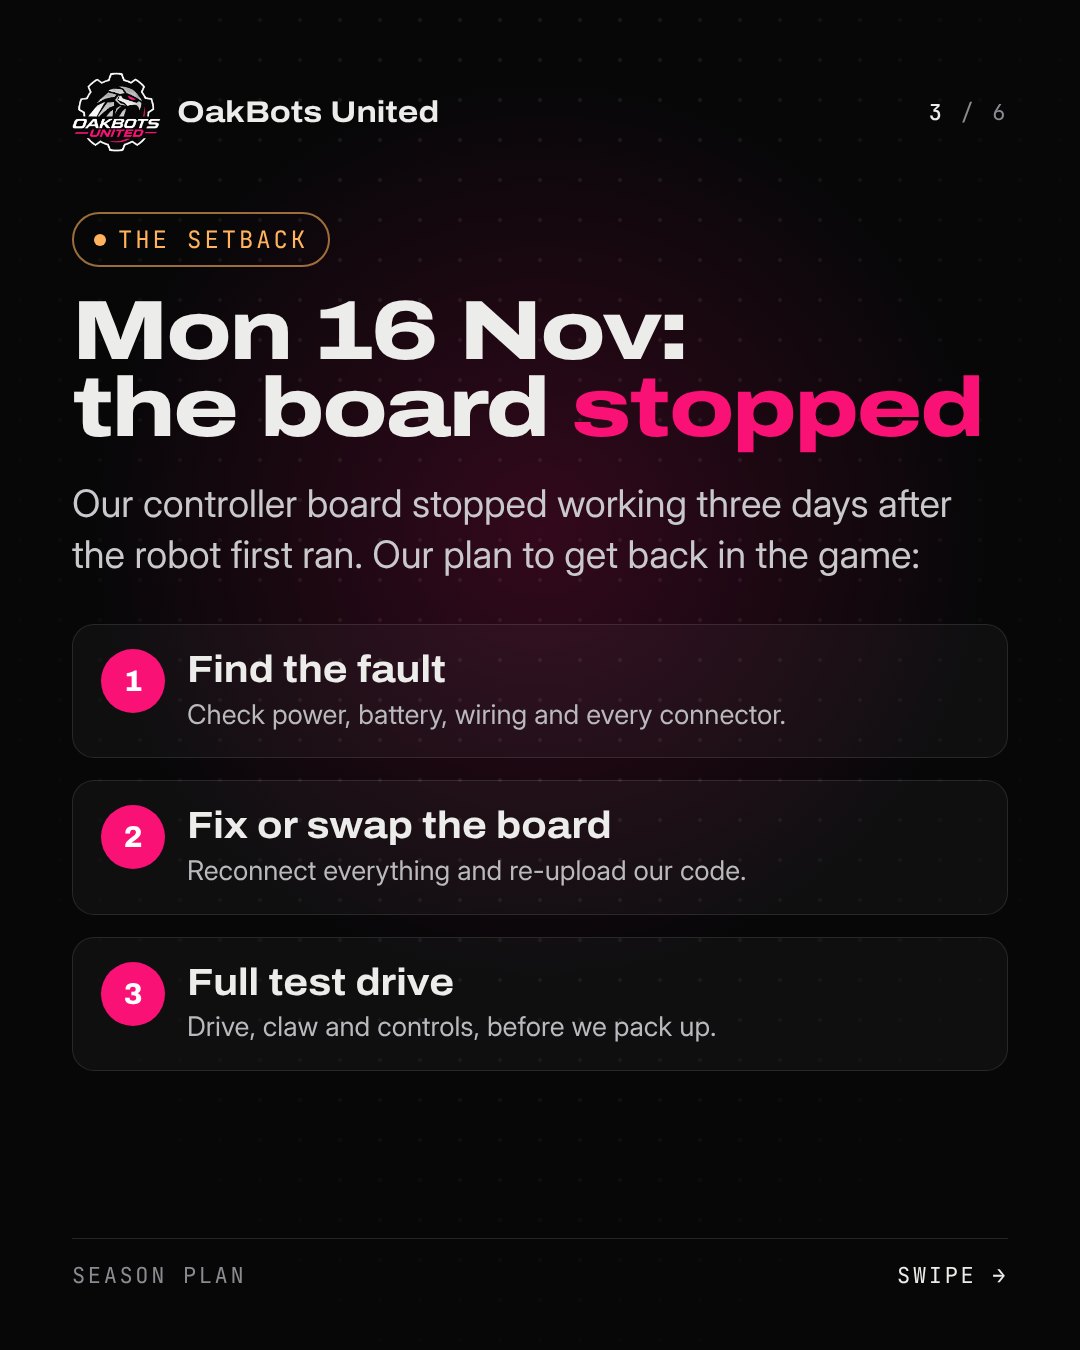 OAKBOTS
UNITED
OakBots United
3 / 6
THE SETBACK
Mon 16 Nov:
the board stopped
Our controller board stopped working three days after
the robot first ran. Our plan to get back in the game:
1
Find the fault
Check power, battery, wiring and every connector.
2
Fix or swap the board
Reconnect everything and re-upload our code.
3
Full test drive
Drive, claw and controls, before we pack up.
SEASON PLAN
SWIPE →